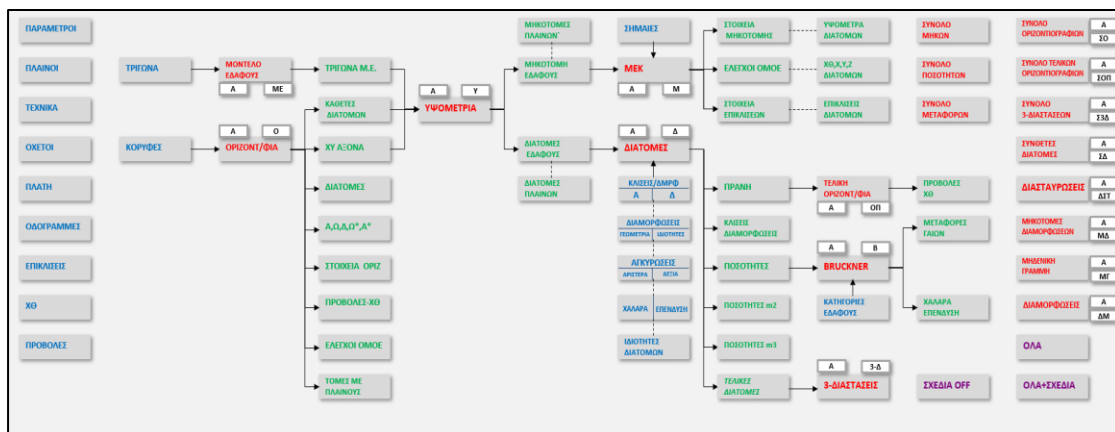 ΠΑΡΑΜΕΤΡΟΙ
ΠΛΑΙΝΟΙ
ΤΕΧΝΙΚΑ
ΟΧΕΤΟΙ
ΠΛΑΤΗ
ΟΔΟΓΡΑΜΜΕΣ
ΕΠΙΚΛΙΣΕΙΣ
ΧΘ
ΠΡΟΒΟΛΕΣ
ΤΡΙΓΩΝΑ
ΚΟΡΥΦΕΣ
ΜΟΝΤΕΛΟ
ΕΔΑΦΟΥΣ
Α ΜΕ
Α Ο
ΟΡΙΖΟΝΤ/ΦΙΑ
ΤΡΙΓΩΝΑ Μ.Ε.
ΚΑΘΕΤΕΣ
ΔΙΑΤΟΜΩΝ
ΧΥ ΑΞΟΝΑ
ΔΙΑΤΟΜΕΣ
Α,Ω,Δ,Ω*,Α*
ΣΤΟΙΧΕΙΑ ΟΡΙΖ
ΠΡΟΒΟΛΕΣ-ΧΘ
ΕΛΕΓΧΟΙ ΟΜΟΕ
ΤΟΜΕΣ ΜΕ
ΠΛΑΙΝΟΥΣ
Α Υ
ΥΨΟΜΕΤΡΙΑ
ΜΗΚΟΤΟΜΕΣ
ΠΛΑΙΝΩΝ`
ΜΗΚΟΤΟΜΗ
ΕΔΑΦΟΥΣ
ΔΙΑΤΟΜΕΣ
ΕΔΑΦΟΥΣ
ΔΙΑΤΟΜΕΣ
ΠΛΑΙΝΩΝ
ΣΗΜΑΙΕΣ
ΜΕΚ
Α Μ
Α Δ
ΔΙΑΤΟΜΕΣ
ΚΛΙΣΕΙΣ/ΔΜΡΦ
Α Δ
ΔΙΑΜΟΡΦΩΣΕΙΣ
ΓΕΩΜΕΤΡΙΑ ΙΔΙΟΤΗΤΕΣ
ΑΓΚΥΡΩΣΕΙΣ
ΑΡΙΣΤΕΡΑ ΔΕΞΙΑ
ΧΑΛΑΡΑ ΕΠΕΝΔΥΣΗ
ΙΔΙΟΤΗΤΕΣ
ΔΙΑΤΟΜΩΝ
ΣΤΟΙΧΕΙΑ
ΜΗΚΟΤΟΜΗΣ
ΕΛΕΓΧΟΙ ΟΜΟΕ
ΣΤΟΙΧΕΙΑ
ΕΠΙΚΛΙΣΕΩΝ
ΠΡΑΝΗ
ΚΛΙΣΕΙΣ
ΔΙΑΜΟΡΦΩΣΕΙΣ
ΠΟΣΟΤΗΤΕΣ
ΠΟΣΟΤΗΤΕΣ m2
ΠΟΣΟΤΗΤΕΣ m3
ΤΕΛΙΚΕΣ
ΔΙΑΤΟΜΕΣ
ΥΨΟΜΕΤΡΑ
ΔΙΑΤΟΜΩΝ
ΧΘ,Χ,Υ,Ζ
ΔΙΑΤΟΜΩΝ
ΕΠΙΚΛΙΣΕΙΣ
ΔΙΑΤΟΜΩΝ
ΤΕΛΙΚΗ
ΟΡΙΖΟΝΤ/ΦΙΑ
Α ΟΠ
Α Β
BRUCKNER
ΚΑΤΗΓΟΡΙΕΣ
ΕΔΑΦΟΥΣ
Α 3-Δ
3-ΔΙΑΣΤΑΣΕΙΣ
ΣΥΝΟΛΟ
ΜΗΚΩΝ
ΣΥΝΟΛΟ
ΠΟΣΟΤΗΤΩΝ
ΣΥΝΟΛΟ
ΜΕΤΑΦΟΡΩΝ
ΠΡΟΒΟΛΕΣ
ΧΘ
ΜΕΤΑΦΟΡΕΣ
ΓΑΙΩΝ
ΧΑΛΑΡΑ
ΕΠΕΝΔΥΣΗ
ΣΧΕΔΙΑ OFF
ΣΥΝΟΛΟ
ΟΡΙΖΟΝΤΙΟΓΡΑΦΙΩΝ
Α
ΣΟ
ΣΥΝΟΛΟ ΤΕΛΙΚΩΝ
ΟΡΙΖΟΝΤΙΟΓΡΑΦΙΩΝ
Α
ΣΟΠ
ΣΥΝΟΛΟ
3-ΔΙΑΣΤΑΣΕΩΝ
Α
Σ3Δ
ΣΥΝΘΕΤΕΣ
ΔΙΑΤΟΜΕΣ
Α
ΣΔ
ΔΙΑΣΤΑΥΡΩΣΕΙΣ
Α
ΔΣΤ
ΜΗΚΟΤΟΜΕΣ
ΔΙΑΜΟΡΦΩΣΕΩΝ
Α
ΜΔ
ΜΗΔΕΝΙΚΗ
ΓΡΑΜΜΗ
Α
ΜΓ
ΔΙΑΜΟΡΦΩΣΕΙΣ
Α
ΔΜ
ΟΛΑ
ΟΛΑ+ΣΧΕΔΙΑ